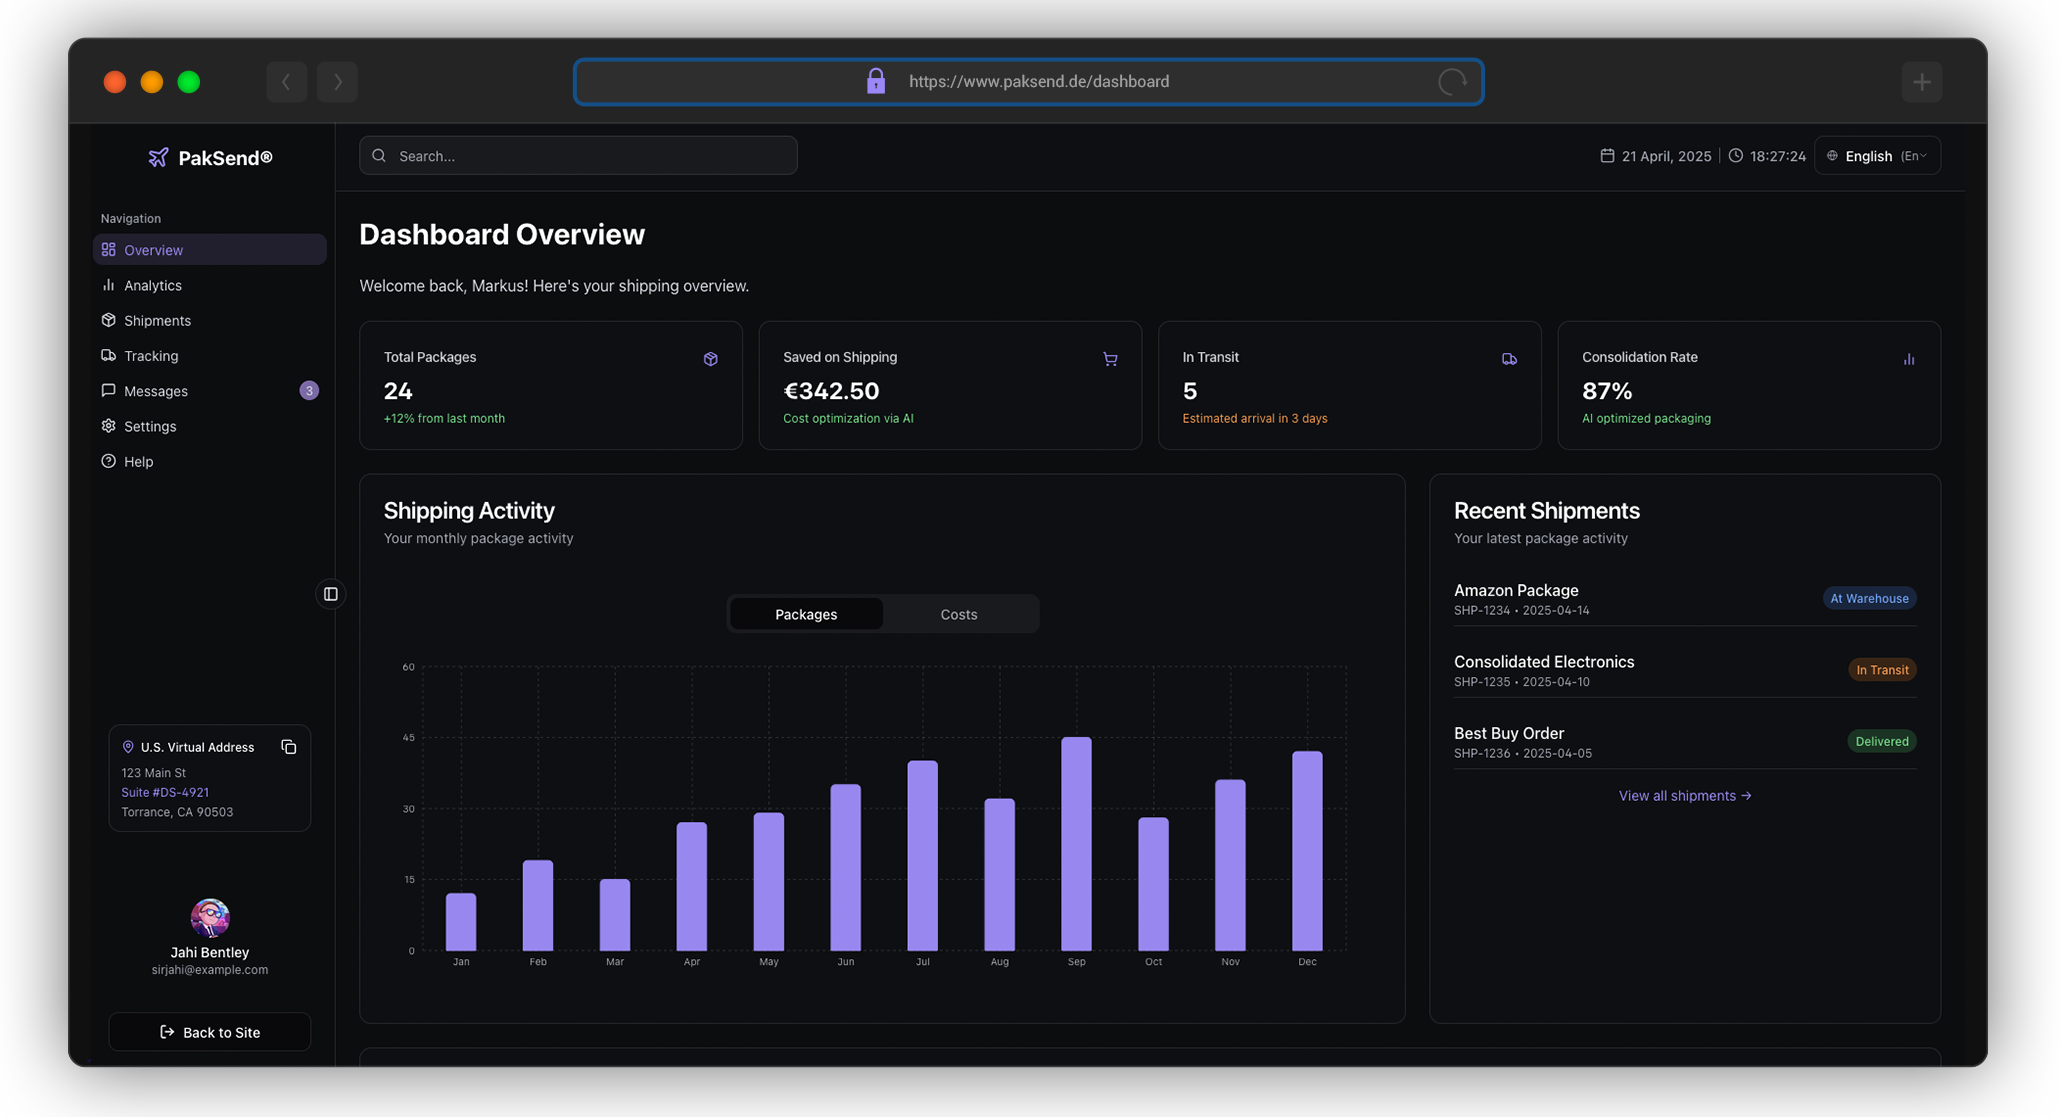 https://www.paksend.de/dashboard
PakSend®
Search...
21 April, 2025
18:27:24
English (En
Navigation
Overview
Analytics
Shipments
Tracking
Messages 3
Settings
Help
U.S. Virtual Address
123 Main St
Suite #DS-4921
Torrance, CA 90503
Jahi Bentley
sirjahi@example.com
Back to Site
Dashboard Overview
Welcome back, Markus! Here's your shipping overview.
Total Packages
24
+12% from last month
Saved on Shipping
€342.50
Cost optimization via AI
In Transit
5
Estimated arrival in 3 days
Consolidation Rate
87%
AI optimized packaging
Shipping Activity
Your monthly package activity
Packages Costs
60
45
30
15
0
Jan Feb Mar Apr May Jun Jul Aug Sep Oct Nov Dec
Recent Shipments
Your latest package activity
Amazon Package
SHP-1234 • 2025-04-14
At Warehouse
Consolidated Electronics
SHP-1235 • 2025-04-10
In Transit
Best Buy Order
SHP-1236 • 2025-04-05
Delivered
View all shipments →